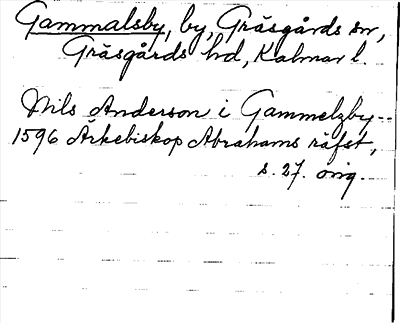 Gammalsby, by, Gräsgårds sn,
Gräsgårds hd, Kalmar l.
Nils Anderson i Gammelzby --
1596 Ärkebiskop Abrahams räfst,
s. 27. orig.